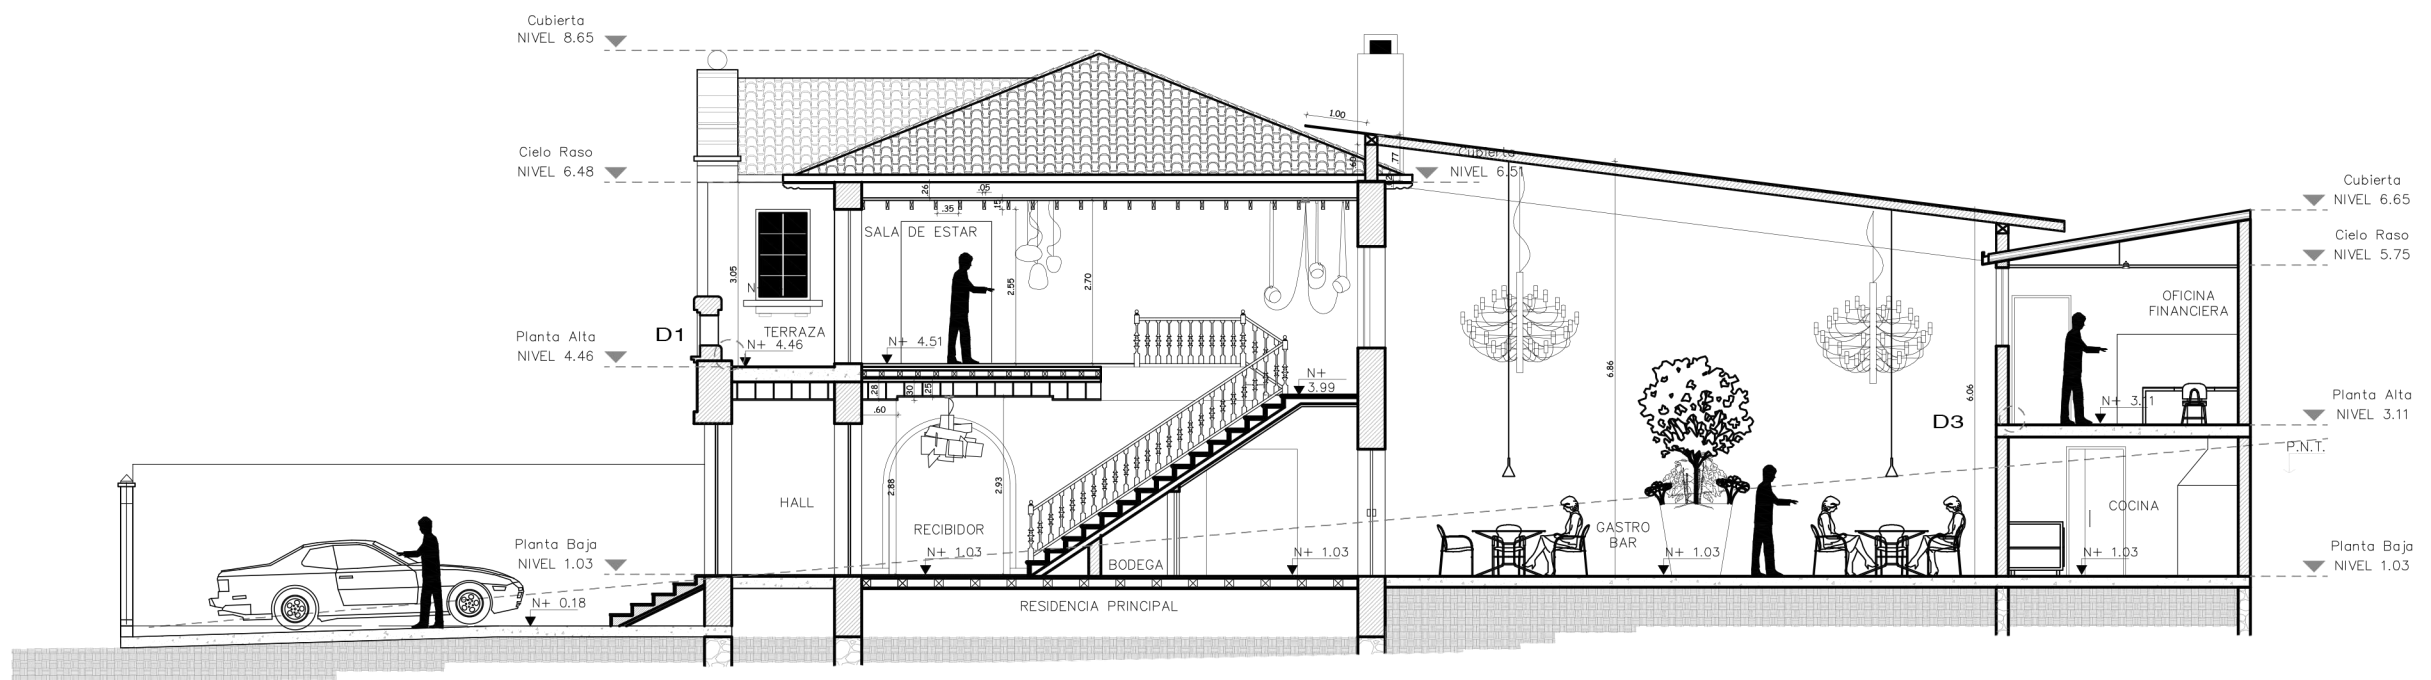 Cubierta
NIVEL 8.65
Cielo Raso
NIVEL 6.48
Planta Alta
NIVEL 4.46
Planta Baja
NIVEL 1.03
D1
1.00
.60
.77
Cubierta
NIVEL 6.51
.26
.05
.35
.15
SALA DE ESTAR
3.05
2.55
2.70
TERRAZA
N+ 4.46
N+ 4.51
N+
3.99
.28
.30
.25
.60
2.88
2.93
HALL
RECIBIDOR
N+ 1.03
BODEGA
N+ 1.03
N+ 0.18
RESIDENCIA PRINCIPAL
6.86
6.06
D3
GASTRO
BAR
N+ 1.03
OFICINA
FINANCIERA
N+ 3.11
COCINA
N+ 1.03
Cubierta
NIVEL 6.65
Cielo Raso
NIVEL 5.75
Planta Alta
NIVEL 3.11
P.N.T.
Planta Baja
NIVEL 1.03